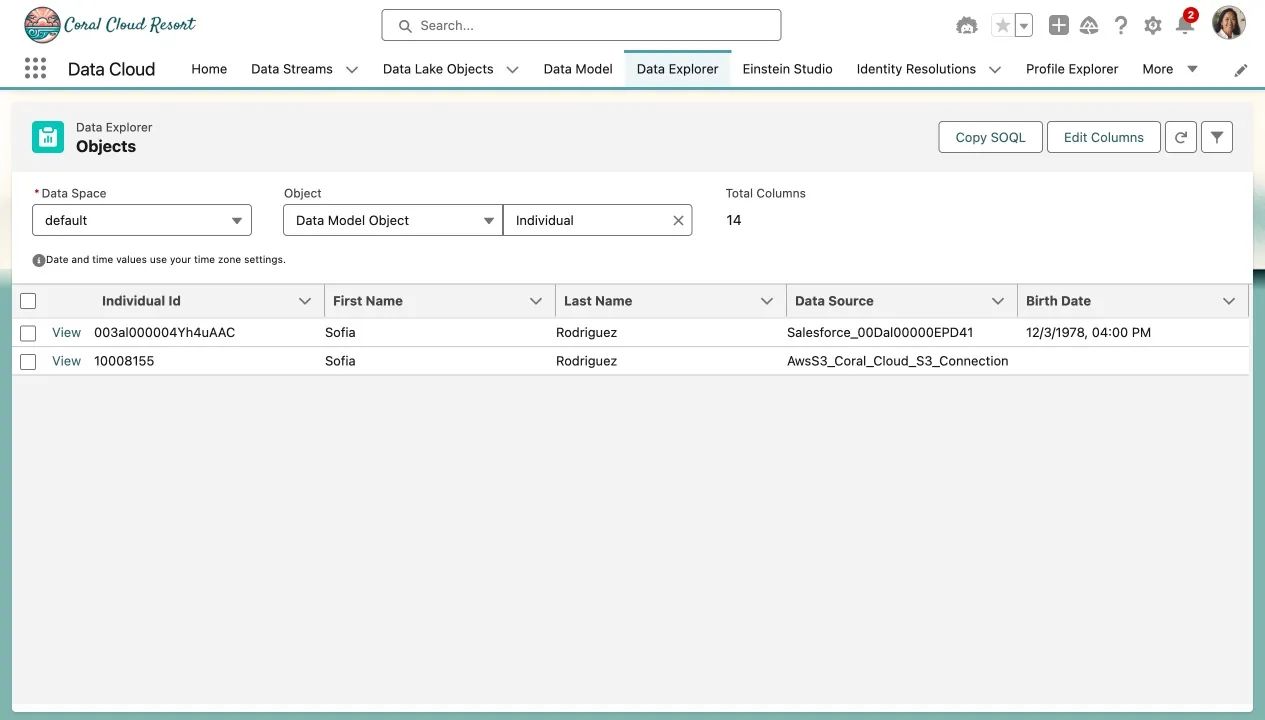 Coral Cloud Resort
Search...
2
Data Cloud
Home
Data Streams
Data Lake Objects
Data Model
Data Explorer
Einstein Studio
Identity Resolutions
Profile Explorer
More
Data Explorer
Objects
Copy SOQL
Edit Columns
* Data Space
Object
Total Columns
default
Data Model Object
Individual
14
Date and time values use your time zone settings.
Individual Id First Name Last Name Data Source Birth Date
View 003al000004Yh4uAAC Sofia Rodriguez Salesforce_00Dal00000EPD41 12/3/1978, 04:00 PM
View 10008155 Sofia Rodriguez AwsS3_Coral_Cloud_S3_Connection